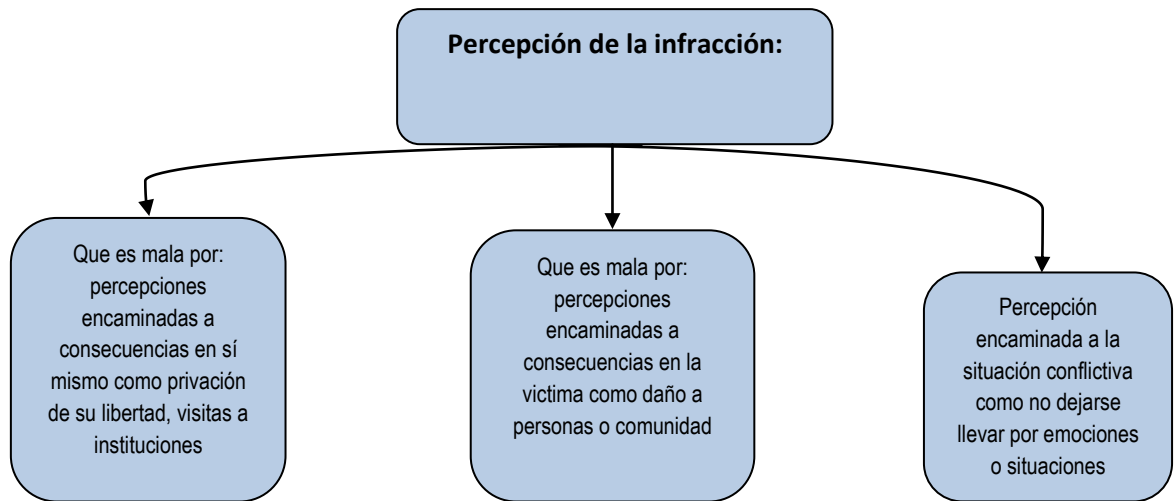 Percepción de la infracción:
Que es mala por:
percepciones
encaminadas a
consecuencias en sí
mismo como privación
de su libertad, visitas a
instituciones
Que es mala por:
percepciones
encaminadas a
consecuencias en la
victima como daño a
personas o comunidad
Percepción
encaminada a la
situación conflictiva
como no dejarse
llevar por emociones
o situaciones